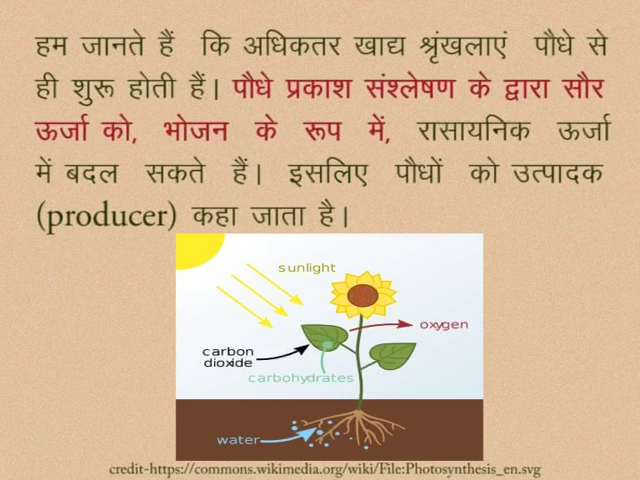 हम जानते हैं कि अधिकतर खाद्य श्रृंखलाएं पौधे से
ही शुरू होती हैं। पौधे प्रकाश संश्लेषण के द्वारा सौर
ऊर्जा को, भोजन के रूप में, रासायनिक ऊर्जा
में बदल सकते हैं। इसलिए पौधों को उत्पादक
(producer) कहा जाता है।
sunlight
oxygen
carbon
dioxide
carbohydrates
water
credit-https://commons.wikimedia.org/wiki/File:Photosynthesis_en.svg